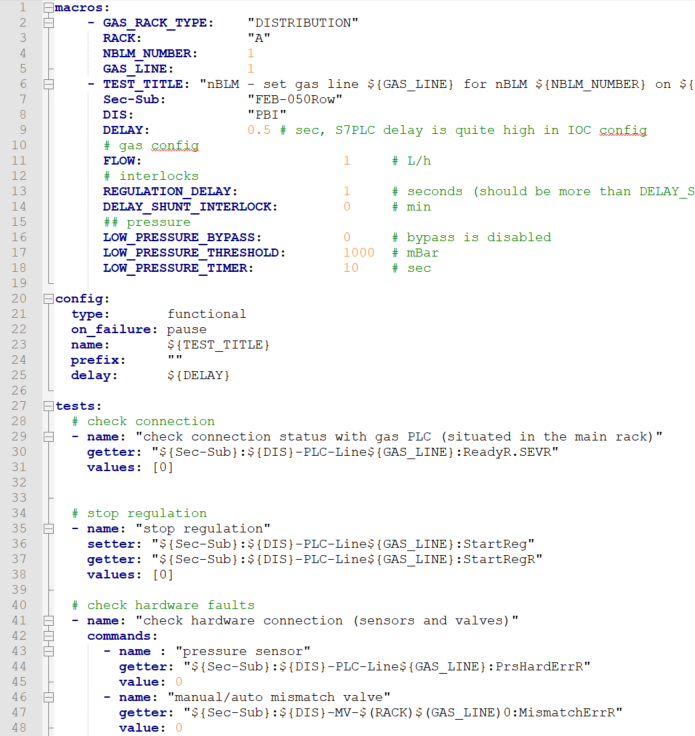 1 macros:
2 - GAS_RACK_TYPE: "DISTRIBUTION"
3 RACK: "A"
4 NBLM_NUMBER: 1
5 GAS_LINE: 1
6 - TEST_TITLE: "nBLM - set gas line ${GAS_LINE} for nBLM ${NBLM_NUMBER} on ${
7 Sec-Sub: "FEB-050Row"
8 DIS: "PBI"
9 DELAY: 0.5 # sec, S7PLC delay is quite high in IOC config
10 # gas config
11 FLOW: 1 # L/h
12 # interlocks
13 REGULATION_DELAY: 1 # seconds (should be more than DELAY_S
14 DELAY_SHUNT_INTERLOCK: 0 # min
15 ## pressure
16 LOW_PRESSURE_BYPASS: 0 # bypass is disabled
17 LOW_PRESSURE_THRESHOLD: 1000 # mBar
18 LOW_PRESSURE_TIMER: 10 # sec
19
20 config:
21 type: functional
22 on_failure: pause
23 name: ${TEST_TITLE}
24 prefix: ""
25 delay: ${DELAY}
26
27 tests:
28 # check connection
29 - name: "check connection status with gas PLC (situated in the main rack)"
30 getter: "${Sec-Sub}:${DIS}-PLC-Line${GAS_LINE}:ReadyR.SEVR"
31 values: [0]
32
33
34 # stop regulation
35 - name: "stop regulation"
36 setter: "${Sec-Sub}:${DIS}-PLC-Line${GAS_LINE}:StartReg"
37 getter: "${Sec-Sub}:${DIS}-PLC-Line${GAS_LINE}:StartRegR"
38 values: [0]
39
40 # check hardware faults
41 - name: "check hardware connection (sensors and valves)"
42 commands:
43 - name : "pressure sensor"
44 getter: "${Sec-Sub}:${DIS}-PLC-Line${GAS_LINE}:PrsHardErrR"
45 value: 0
46 - name: "manual/auto mismatch valve"
47 getter: "${Sec-Sub}:${DIS}-MV-$(RACK)$(GAS_LINE)0:MismatchErrR"
48 value: 0